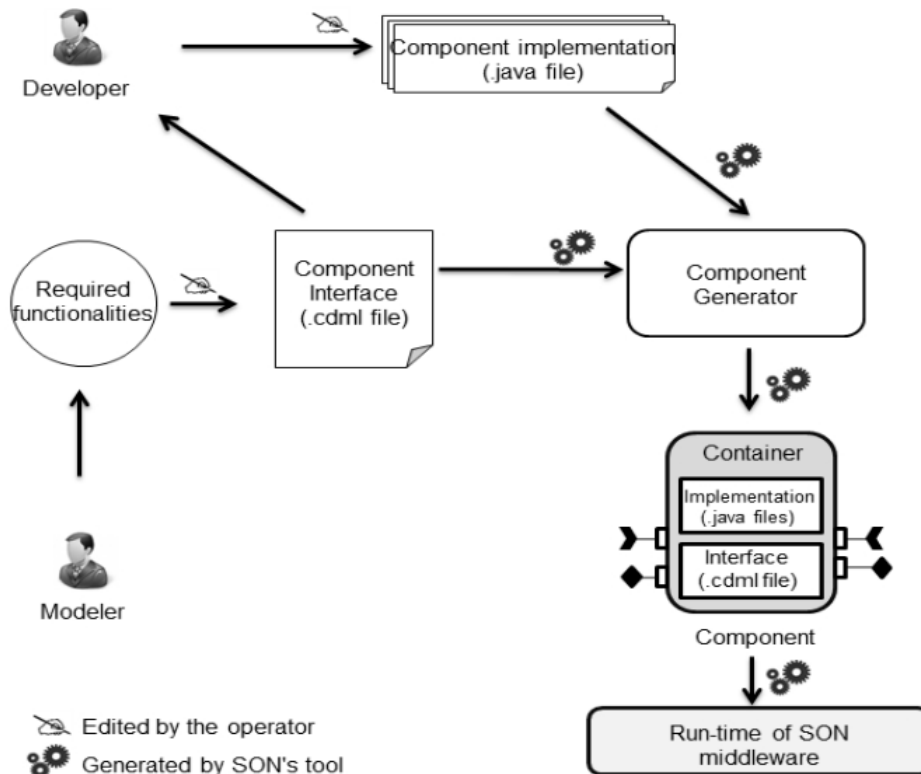 Developer
Component implementation
(.java file)
Required
functionalities
Component
Interface
(.cdml file)
Component
Generator
Container
Implementation
(.java files)
Interface
(.cdml file)
Modeler
Component
Edited by the operator
Generated by SON's tool
Run-time of SON
middleware